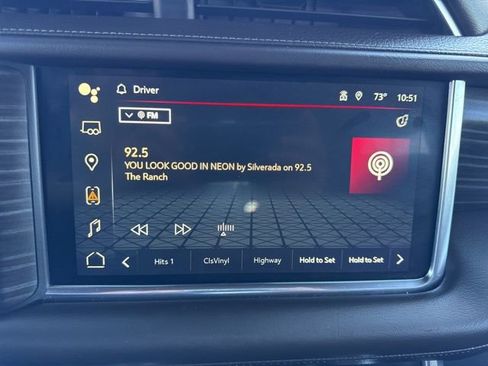 Driver
73° 10:51
FM
92.5
YOU LOOK GOOD IN NEON by Silverada on 92.5
The Ranch
Hits 1 ClsVinyl Highway Hold to Set Hold to Set